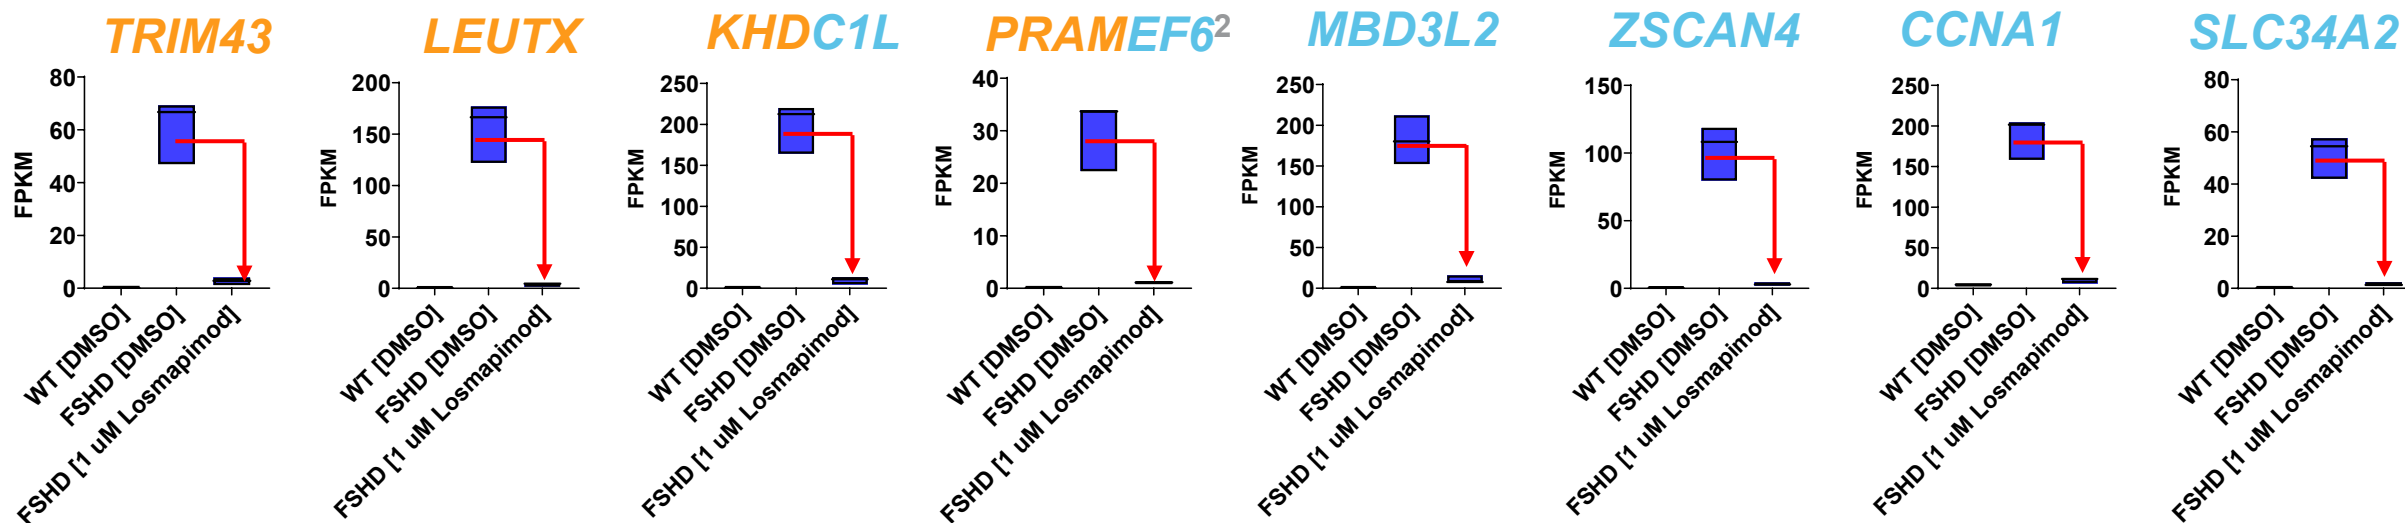 TRIM43
80
60
40
20
0
FPKM
WT [DMSO]
FSHD [DMSO]
FSHD [1 uM Losmapimod]
LEUTX
200
150
100
50
0
FPKM
WT [DMSO]
FSHD [DMSO]
FSHD [1 uM Losmapimod]
KHDC1L
250
200
150
100
50
0
FPKM
WT [DMSO]
FSHD [DMSO]
FSHD [1 uM Losmapimod]
PRAMEF6²
40
30
20
10
0
FPKM
WT [DMSO]
FSHD [DMSO]
FSHD [1 uM Losmapimod]
MBD3L2
250
200
150
100
50
0
FPKM
WT [DMSO]
FSHD [DMSO]
FSHD [1 uM Losmapimod]
ZSCAN4
150
100
50
0
FPKM
WT [DMSO]
FSHD [DMSO]
FSHD [1 uM Losmapimod]
CCNA1
250
200
150
100
50
0
FPKM
WT [DMSO]
FSHD [DMSO]
FSHD [1 uM Losmapimod]
SLC34A2
80
60
40
20
0
FPKM
WT [DMSO]
FSHD [DMSO]
FSHD [1 uM Losmapimod]